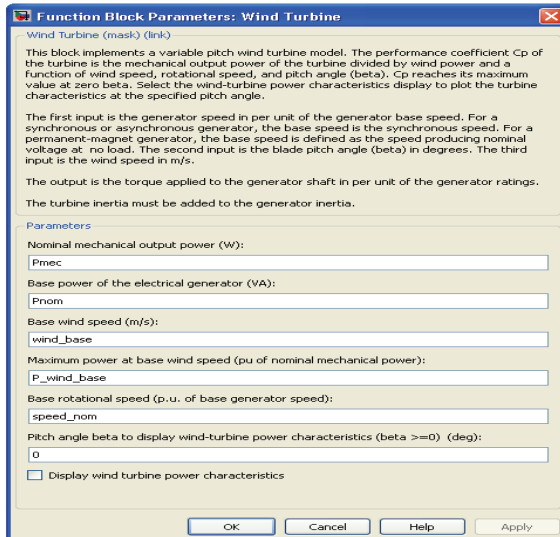 Function Block Parameters: Wind Turbine
Wind Turbine (mask) (link)
This block implements a variable pitch wind turbine model. The performance coefficient Cp of
the turbine is the mechanical output power of the turbine divided by wind power and a
function of wind speed, rotational speed, and pitch angle (beta). Cp reaches its maximum
value at zero beta. Select the wind-turbine power characteristics display to plot the turbine
characteristics at the specified pitch angle.
The first input is the generator speed in per unit of the generator base speed. For a
synchronous or asynchronous generator, the base speed is the synchronous speed. For a
permanent-magnet generator, the base speed is defined as the speed producing nominal
voltage at no load. The second input is the blade pitch angle (beta) in degrees. The third
input is the wind speed in m/s.
The output is the torque applied to the generator shaft in per unit of the generator ratings.
The turbine inertia must be added to the generator inertia.
Parameters
Nominal mechanical output power (W):
Pmec
Base power of the electrical generator (VA):
Pnom
Base wind speed (m/s):
wind_base
Maximum power at base wind speed (pu of nominal mechanical power):
P_wind_base
Base rotational speed (p.u. of base generator speed):
speed_nom
Pitch angle beta to display wind-turbine power characteristics (beta >=0) (deg):
0
Display wind turbine power characteristics
OK Cancel Help Apply